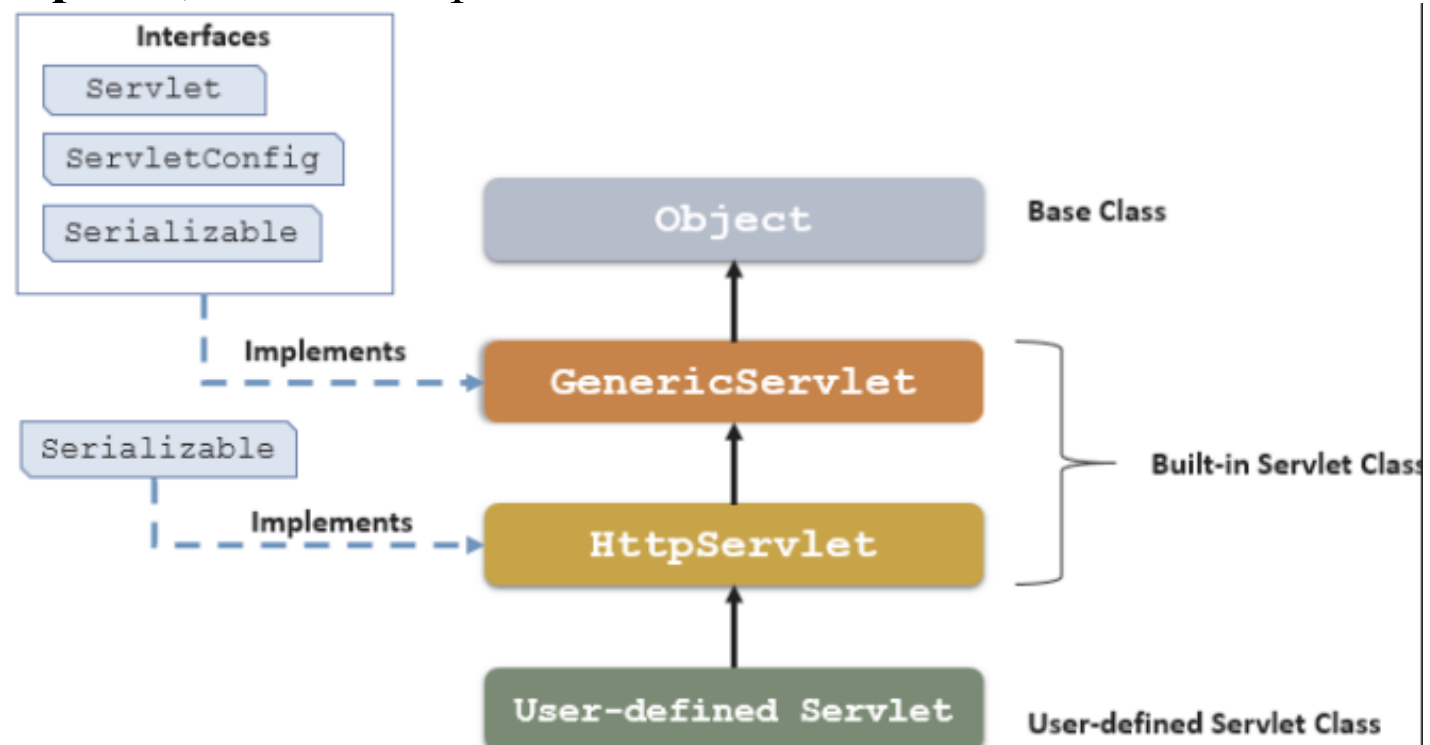 Interfaces
Servlet
ServletConfig
Serializable
Object
Base Class
Implements
GenericServlet
Serializable
Built-in Servlet Class
Implements
HttpServlet
User-defined Servlet
User-defined Servlet Class